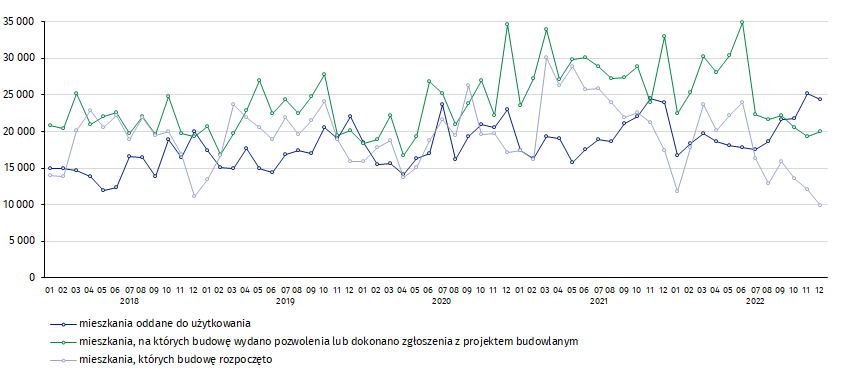 35 000
30 000
25 000
20 000
15 000
10 000
5 000
0
01 02 03 04 05 06 07 08 09 10 11 12 01 02 03 04 05 06 07 08 09 10 11 12 01 02 03 04 05 06 07 08 09 10 11 12 01 02 03 04 05 06 07 08 09 10 11 12 01 02 03 04 05 06 07 08 09 10 11 12
2018 2019 2020 2021 2022
mieszkania oddane do użytkowania
mieszkania, na których budowę wydano pozwolenia lub dokonano zgłoszenia z projektem budowlanym
mieszkania, których budowę rozpoczęto